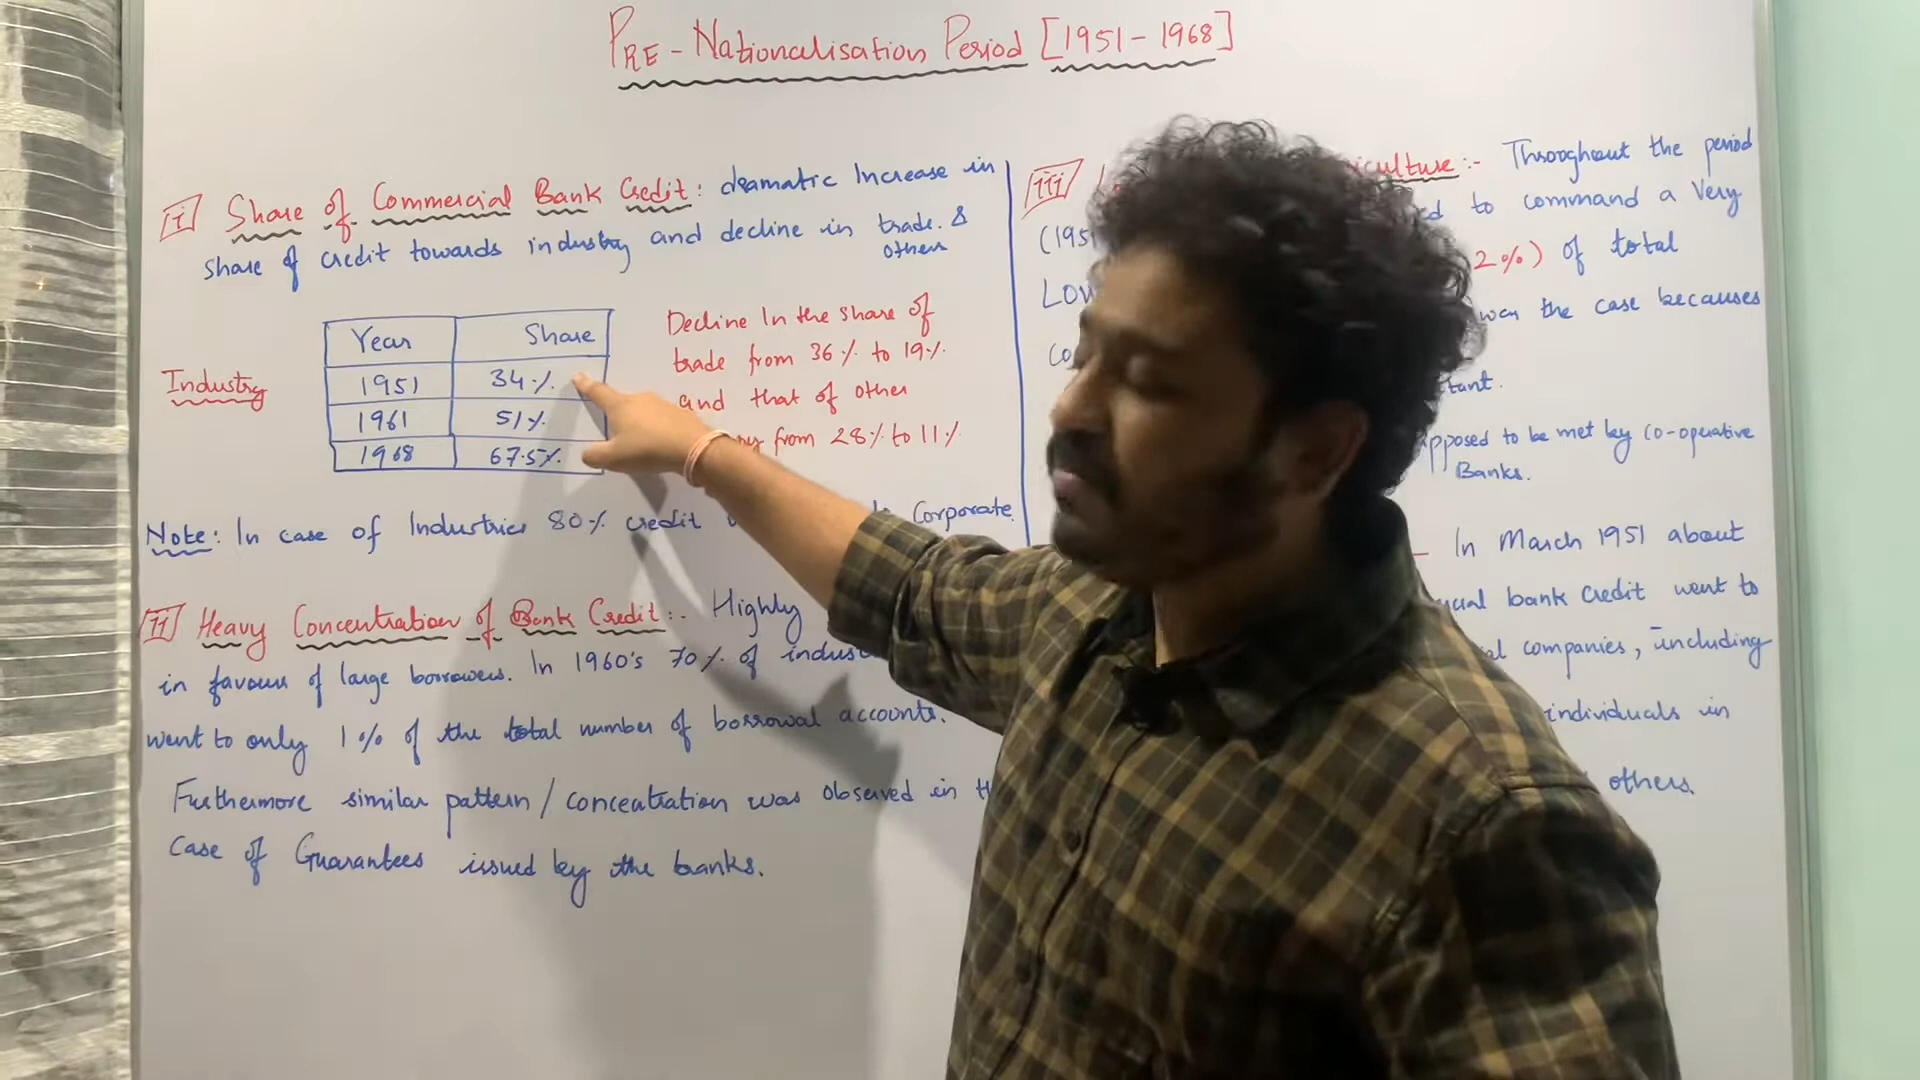 PRE - Nationalisation Period [1951 - 1968]
[i] Share of Commercial Bank Credit: dramatic Increase in
share of credit towards industry and decline in trade. &
others
Industry
Year Share
1951 34%
1961 51%
1968 67.5%
Decline In the share of
trade from 36% to 19%
and that of other
from 28% to 11%
Note: In case of Industries 80% credit Corporate.
[ii] Heavy Concentration of Bank Credit:- Highly
in favour of large borrowers. In 1960's 70% of
went to only 1% of the total number of borrowal accounts.
Furthermore similar pattern/concentration was observed in
case of Guarantees issued by the banks.
[iii] :- Throughout the period
(195 to command a very
Low 2%) of total
was the case becauses
to be met by co-operative
Banks.
- In March 1951 about
bank credit went to
companies, including
individuals in
others.